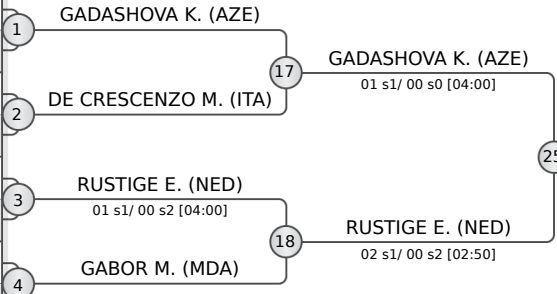 GADASHOVA K. (AZE)
1
17
GADASHOVA K. (AZE)
01 s1/ 00 s0 [04:00]
2
DE CRESCENZO M. (ITA)
25
RUSTIGE E. (NED)
3
01 s1/ 00 s2 [04:00]
18
RUSTIGE E. (NED)
02 s1/ 00 s2 [02:50]
GABOR M. (MDA)
4